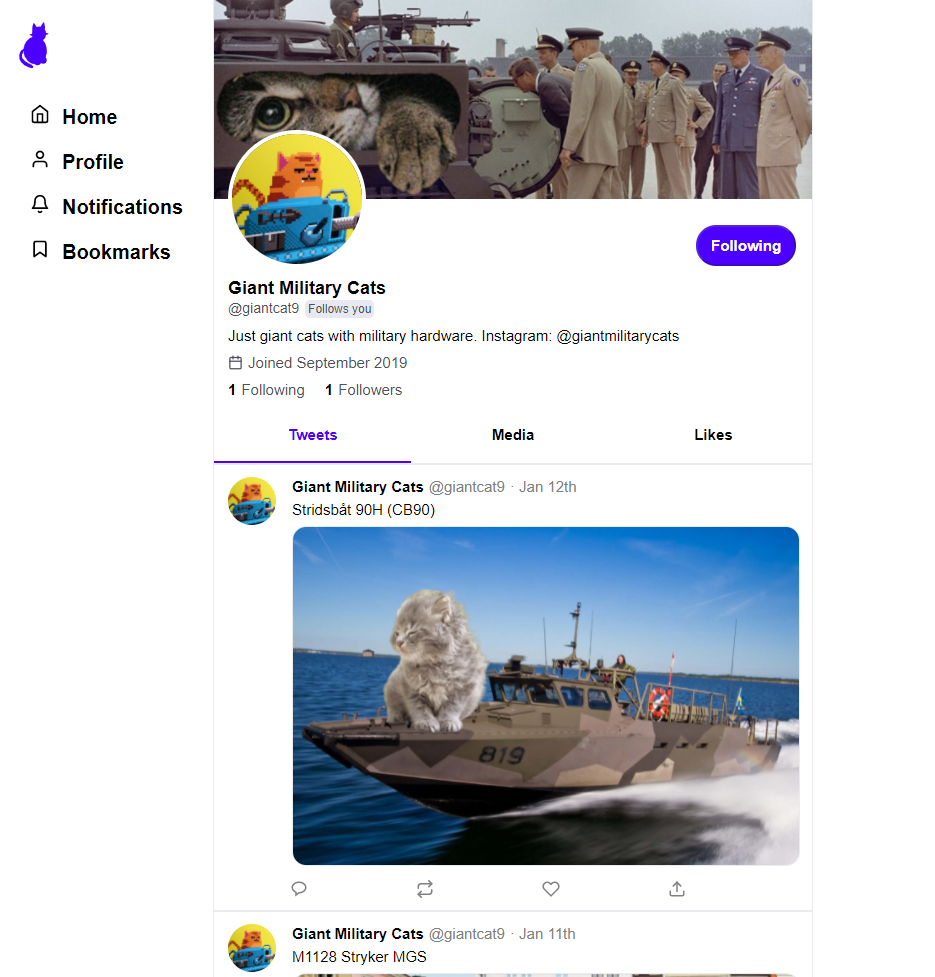 Home
Profile
Notifications
Bookmarks
Following
Giant Military Cats
@giantcat9 Follows you
Just giant cats with military hardware. Instagram: @giantmilitarycats
Joined September 2019
1 Following 1 Followers
Tweets Media Likes
Giant Military Cats @giantcat9 · Jan 12th
Stridsbåt 90H (CB90)
819
Giant Military Cats @giantcat9 · Jan 11th
M1128 Stryker MGS